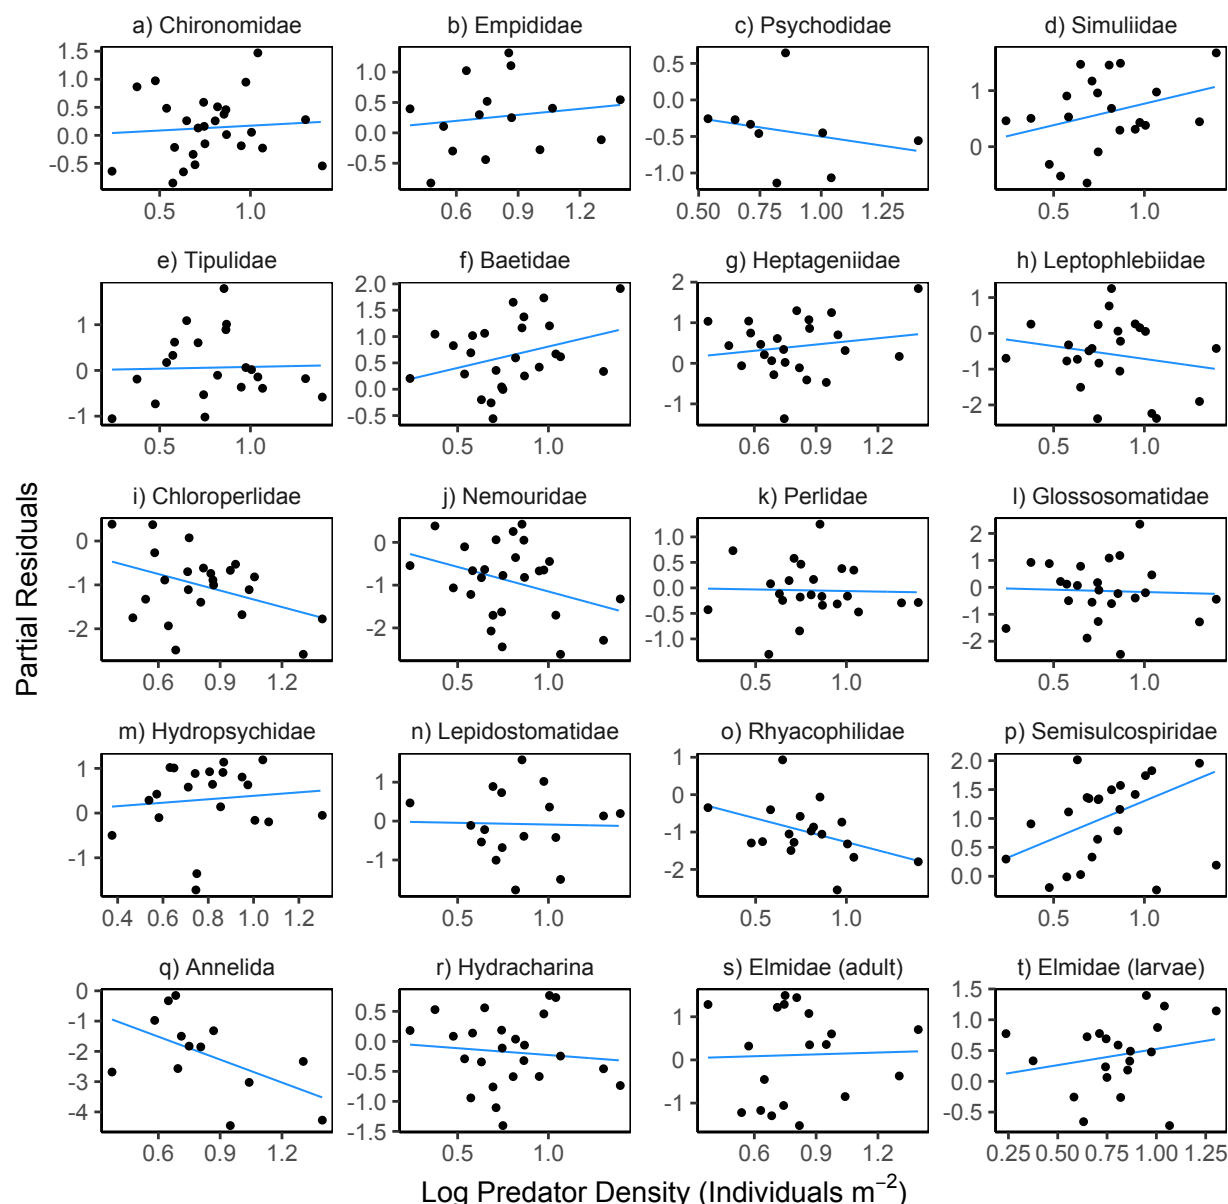 a) Chironomidae b) Empididae c) Psychodidae d) Simuliidae
1.5 1.0 0.5 0.0 -0.5 1.0 0.5 0.0 -0.5 0.5 0.0 -0.5 -1.0 1 0
0.5 1.0 0.6 0.9 1.2 0.50 0.75 1.00 1.25 0.5 1.0
e) Tipulidae f) Baetidae g) Heptageniidae h) Leptophlebiidae
1 0 -1 2.0 1.5 1.0 0.5 0.0 -0.5 2 1 0 -1 1 0 -1 -2
0.5 1.0 0.5 1.0 0.6 0.9 1.2 0.5 1.0
i) Chloroperlidae j) Nemouridae k) Perlidae l) Glossosomatidae
0 -1 -2 0 -1 -2 1.0 0.5 0.0 -0.5 -1.0 2 1 0 -1 -2
0.6 0.9 1.2 0.5 1.0 0.5 1.0 0.5 1.0
m) Hydropsychidae n) Lepidostomatidae o) Rhyacophilidae p) Semisulcospiridae
1 0 -1 1 0 -1 1 0 -1 -2 2.0 1.5 1.0 0.5 0.0
0.4 0.6 0.8 1.0 1.2 0.5 1.0 0.5 1.0 0.5 1.0
q) Annelida r) Hydracharina s) Elmidae (adult) t) Elmidae (larvae)
0 -1 -2 -3 -4 0.5 0.0 -0.5 -1.0 -1.5 1 0 -1 1.5 1.0 0.5 0.0 -0.5
0.6 0.9 1.2 0.5 1.0 0.6 0.9 1.2 0.25 0.50 0.75 1.00 1.25
Partial Residuals
Log Predator Density (Individuals m⁻²)